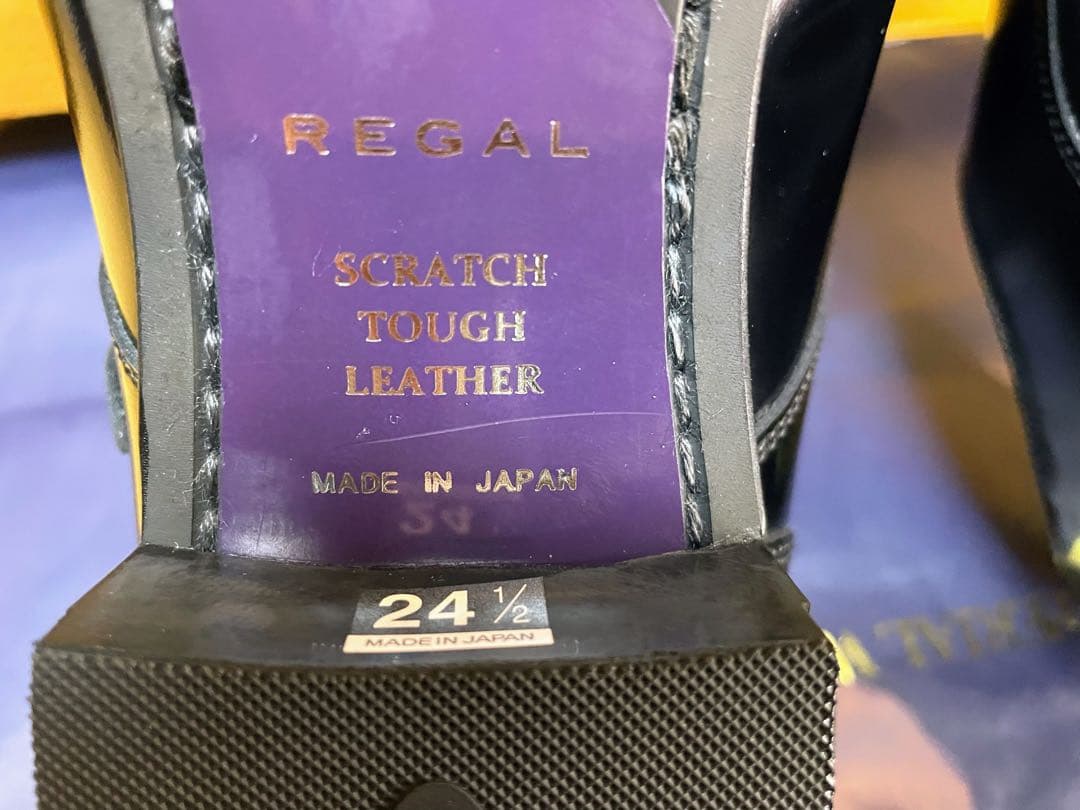 REGAL
SCRATCH
TOUGH
LEATHER
MADE IN JAPAN
24 1/2
MADE IN JAPAN